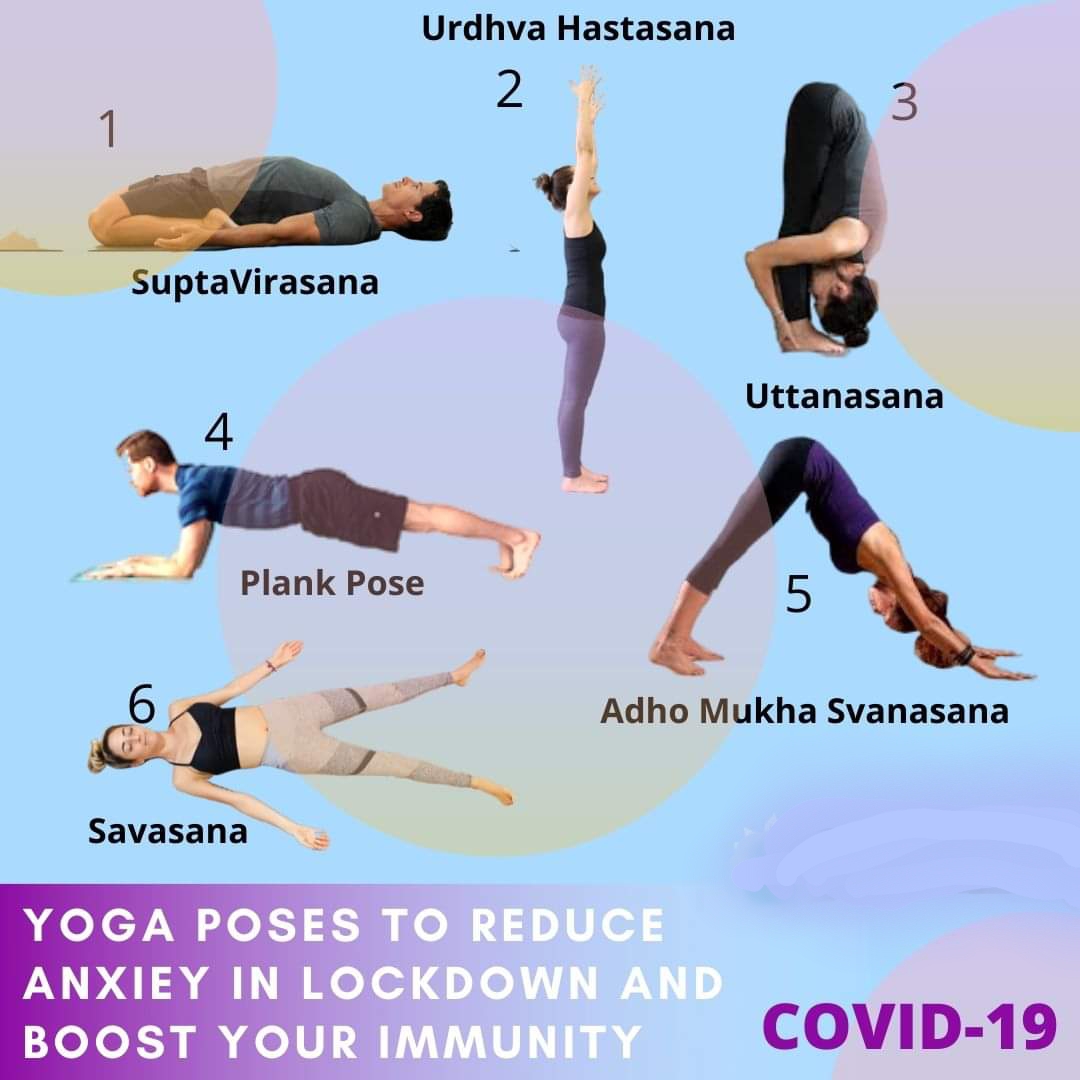 Urdhva Hastasana
2
3
1
SuptaVirasana
Uttanasana
4
Plank Pose
5
6
Adho Mukha Svanasana
Savasana
YOGA POSES TO REDUCE
ANXIEY IN LOCKDOWN AND
BOOST YOUR IMMUNITY
COVID-19